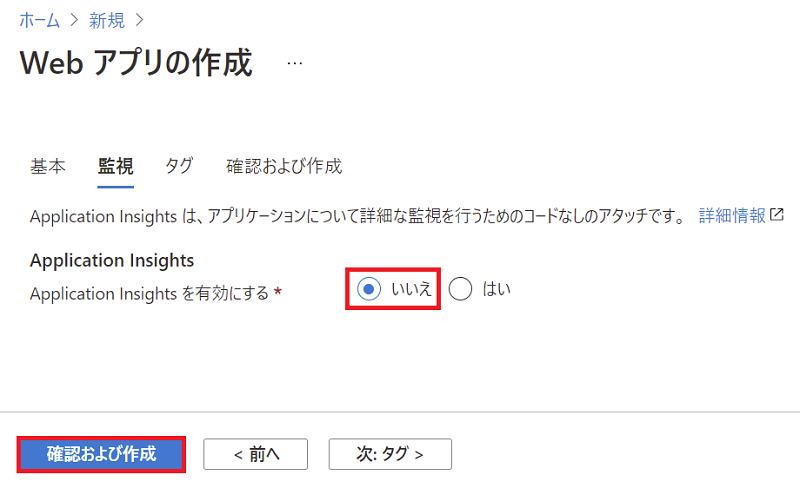 ホーム > 新規 >
Web アプリの作成 ...
基本 監視 タグ 確認および作成
Application Insights は、アプリケーションについて詳細な監視を行うためのコードなしのアタッチです。 詳細情報
Application Insights
Application Insights を有効にする * いいえ はい
確認および作成 < 前へ 次: タグ >